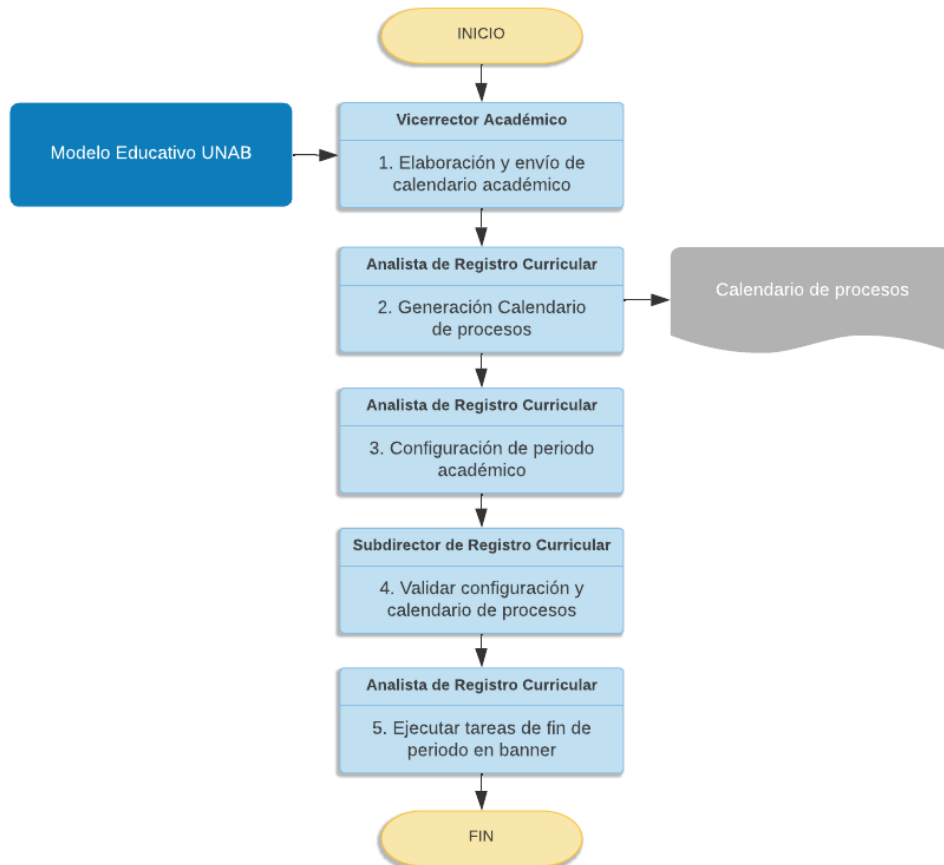 INICIO
Modelo Educativo UNAB
Vicerrector Académico
1. Elaboración y envío de
calendario académico
Analista de Registro Curricular
2. Generación Calendario
de procesos
Calendario de procesos
Analista de Registro Curricular
3. Configuración de periodo
académico
Subdirector de Registro Curricular
4. Validar configuración y
calendario de procesos
Analista de Registro Curricular
5. Ejecutar tareas de fin de
periodo en banner
FIN